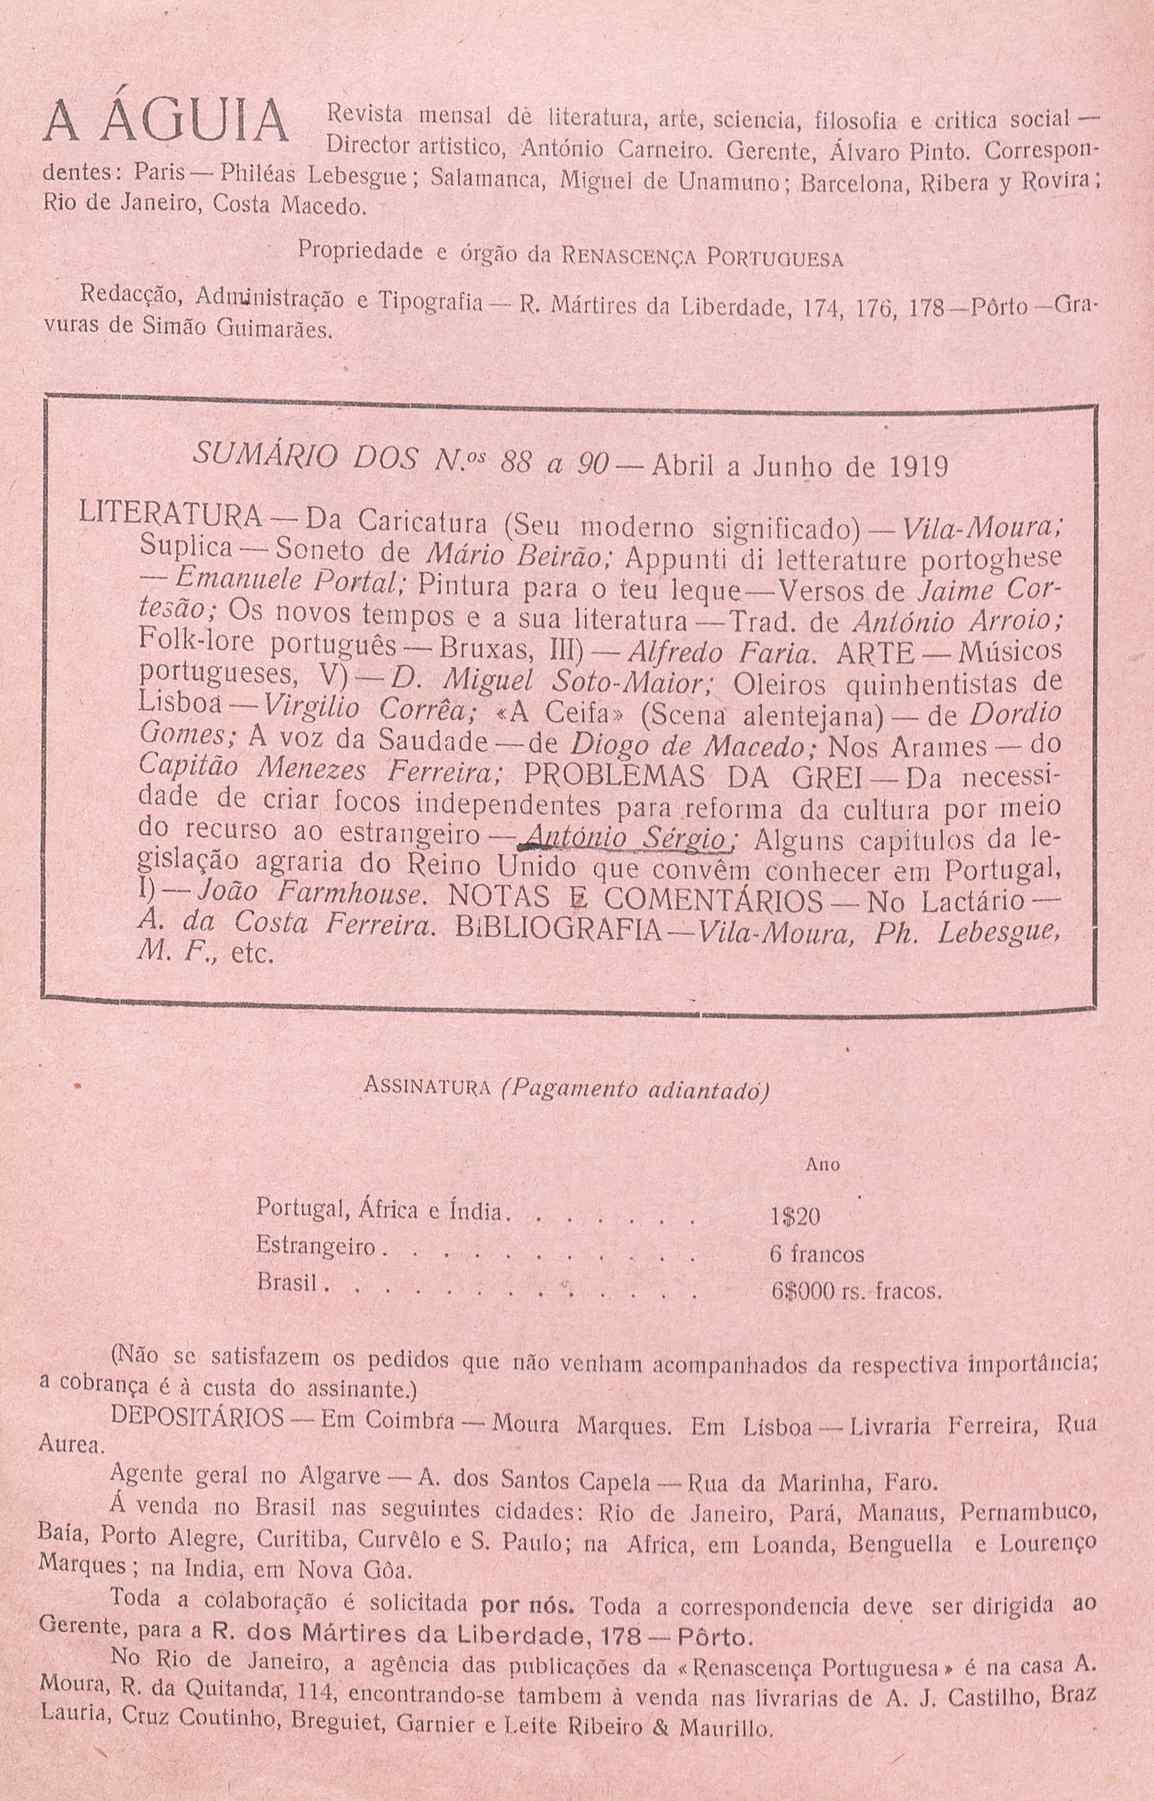 A ÁGUIA Revista mensal de literatura, arte, sciencia, filosofia e critica social —
Director artistico, António Carneiro. Gerente, Álvaro Pinto. Correspon-
dentes: Paris — Philéas Lebesgue; Salamanca, Miguel de Unamuno; Barcelona, Ribera y Rovira;
Rio de Janeiro, Costa Macedo.
Propriedade e órgão da RENASCENÇA PORTUGUESA
Redacção, Administração e Tipografia — R. Mártires da Liberdade, 174, 176, 178—Pôrto—Gra-
vuras de Simão Guimarães.
SUMÁRIO DOS N.os 88 a 90 — Abril a Junho de 1919
LITERATURA — Da Caricatura (Seu moderno significado) — Vila-Moura;
Suplica — Soneto de Mário Beirão; Appunti di letterature portoghese
— Emanuele Portal; Pintura para o teu leque—Versos de Jaime Cor-
tesão; Os novos tempos e a sua literatura — Trad. de António Arroio;
Folk-lore português — Bruxas, III) — Alfredo Faria. ARTE — Músicos
portugueses, V) — D. Miguel Soto-Maior; Oleiros quinhentistas de
Lisboa — Virgilio Corrêa; «A Ceifa» (Scena alentejana) — de Dordio
Gomes; A voz da Saudade — de Diogo de Macedo; Nos Arames — do
Capitão Menezes Ferreira; PROBLEMAS DA GREI — Da necessi-
dade de criar focos independentes para reforma da cultura por meio
do recurso ao estrangeiro — António Sérgio; Alguns capitulos da le-
gislação agraria do Reino Unido que convêm conhecer em Portugal,
I) — João Farmhouse. NOTAS E COMENTÁRIOS — No Lactário —
A. da Costa Ferreira. BiBLIOGRAFIA — Vila-Moura, Ph. Lebesgue,
M. F., etc.
ASSINATURA (Pagamento adiantado)
Ano
Portugal, África e Índia. . . . . . . 1$20
Estrangeiro . . . . . . . . . . . 6 francos
Brasil . . . . . . . . . . . . . 6$000 rs. fracos.
(Não se satisfazem os pedidos que não venham acompanhados da respectiva importância;
a cobrança é à custa do assinante.)
DEPOSITÁRIOS — Em Coimbra — Moura Marques. Em Lisboa — Livraria Ferreira, Rua
Aurea.
Agente geral no Algarve — A. dos Santos Capela — Rua da Marinha, Faro.
Á venda no Brasil nas seguintes cidades: Rio de Janeiro, Pará, Manaus, Pernambuco,
Baía, Porto Alegre, Curitiba, Curvêlo e S. Paulo; na Africa, em Loanda, Benguella e Lourenço
Marques; na India, em Nova Gôa.
Toda a colaboração é solicitada por nós. Toda a correspondencia deve ser dirigida ao
Gerente, para a R. dos Mártires da Liberdade, 178 — Pôrto.
No Rio de Janeiro, a agência das publicações da «Renascença Portuguesa» é na casa A.
Moura, R. da Quitanda, 114, encontrando-se tambem à venda nas livrarias de A. J. Castilho, Braz
Lauria, Cruz Coutinho, Breguiet, Garnier e Leite Ribeiro & Maurillo.